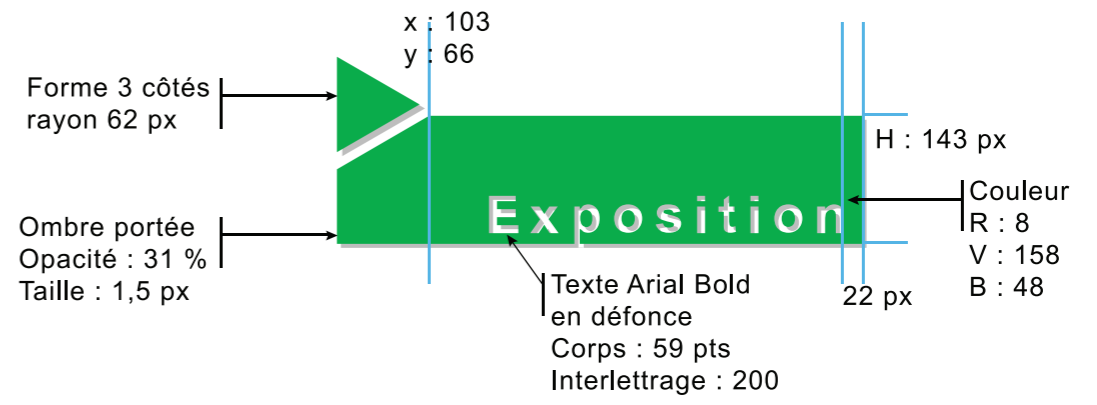 x : 103
y : 66
Forme 3 côtés
rayon 62 px
H : 143 px
Couleur
R : 8
V : 158
B : 48
Exposition
Ombre portée
Opacité : 31 %
Taille : 1,5 px
22 px
Texte Arial Bold
en défonce
Corps : 59 pts
Interlettrage : 200